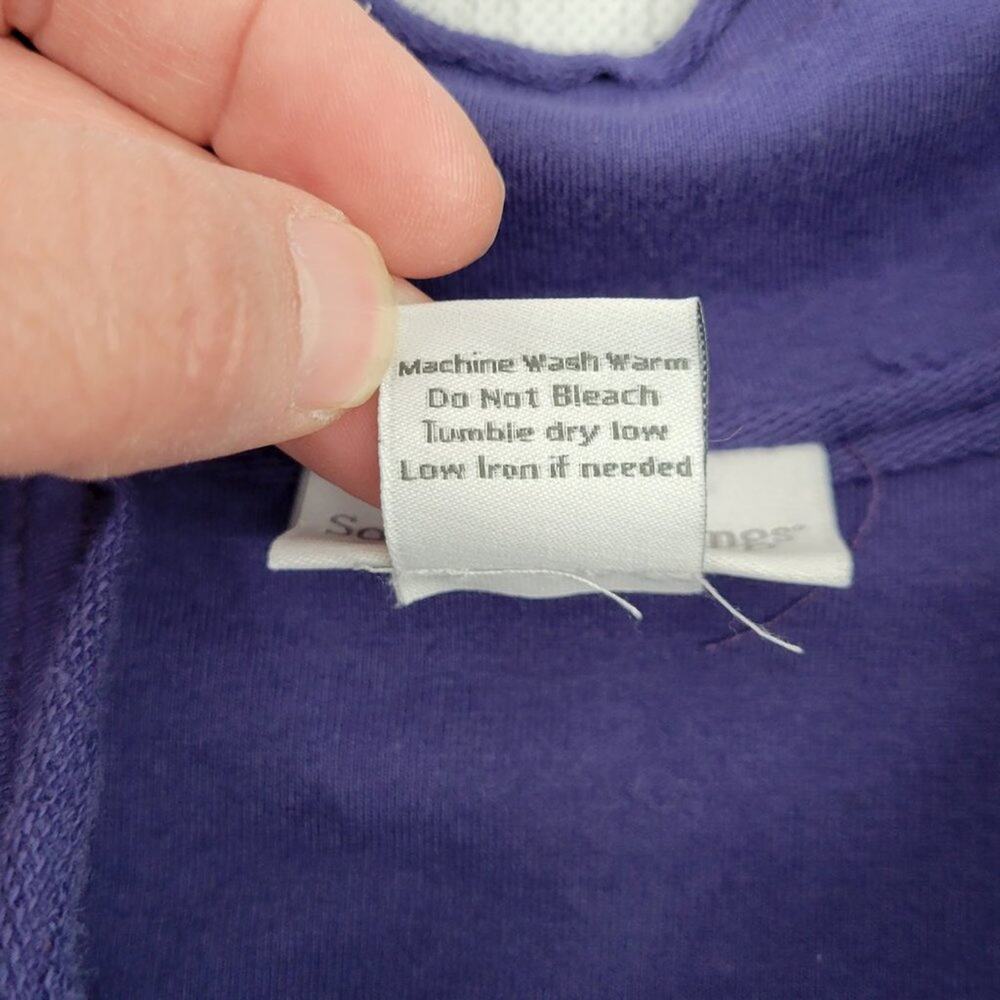 Machine Wash Warm
Do Not Bleach
Tumble dry low
Low Iron if needed